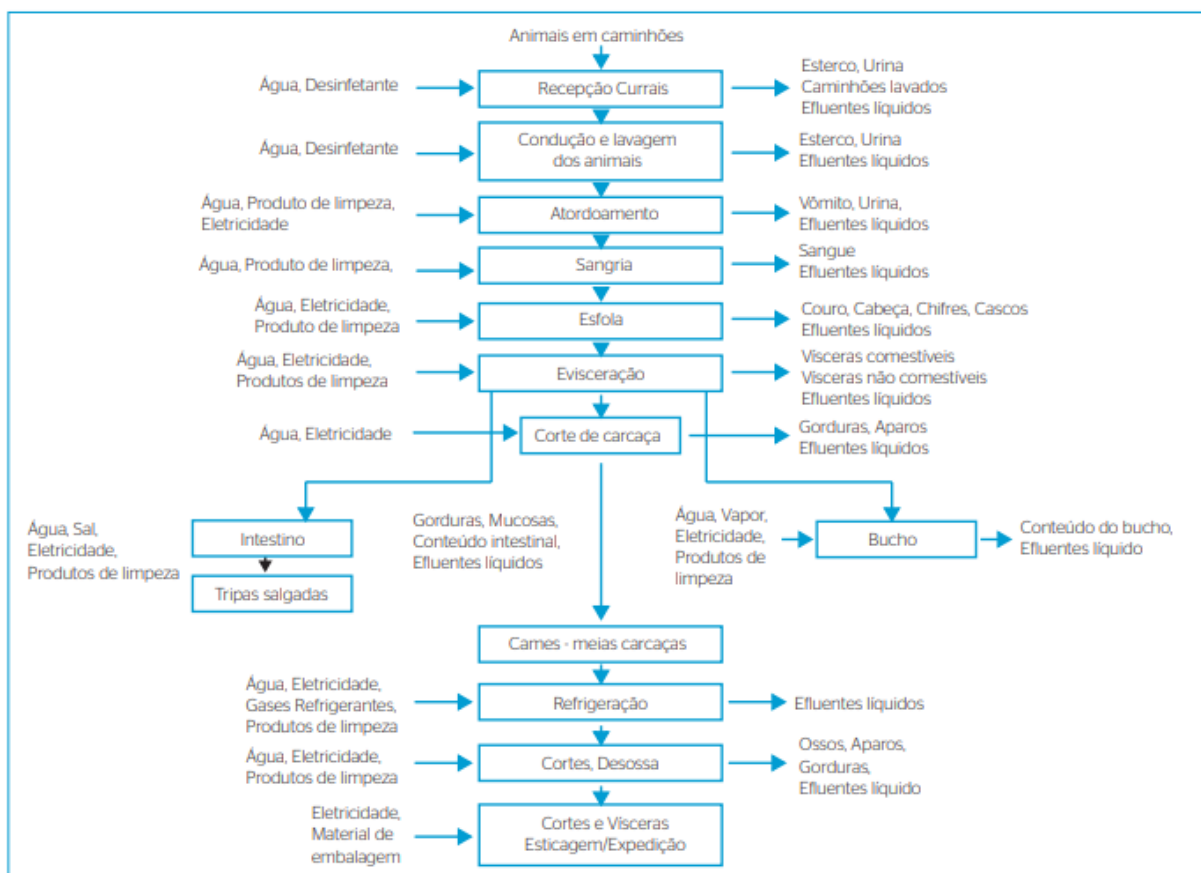 Animais em caminhões
Água, Desinfetante
Recepção Currais
Esterco, Urina
Caminhões lavados
Efluentes líquidos
Água, Desinfetante
Condução e lavagem
dos animais
Esterco, Urina
Efluentes líquidos
Água, Produto de limpeza,
Eletricidade
Atordoamento
Vômito, Urina,
Efluentes líquidos
Água, Produto de limpeza,
Sangria
Sangue
Efluentes líquidos
Água, Eletricidade,
Produto de limpeza
Esfola
Couro, Cabeça, Chifres, Cascos
Efluentes líquidos
Água, Eletricidade,
Produtos de limpeza
Evisceração
Vísceras comestíveis
Vísceras não comestíveis
Efluentes líquidos
Água, Eletricidade
Corte de carcaça
Gorduras, Aparos
Efluentes líquidos
Água, Sal,
Eletricidade,
Produtos de limpeza
Intestino
Tripas salgadas
Gorduras, Mucosas,
Conteúdo intestinal,
Efluentes líquidos
Água, Vapor,
Eletricidade,
Produtos de
limpeza
Bucho
Conteúdo do bucho,
Efluentes líquido
Carnes - meias carcaças
Água, Eletricidade,
Gases Refrigerantes,
Produtos de limpeza
Refrigeração
Efluentes líquidos
Água, Eletricidade,
Produtos de limpeza
Cortes, Desossa
Ossos, Aparos,
Gorduras,
Efluentes líquido
Eletricidade,
Material de
embalagem
Cortes e Vísceras
Esticagem/Expedição